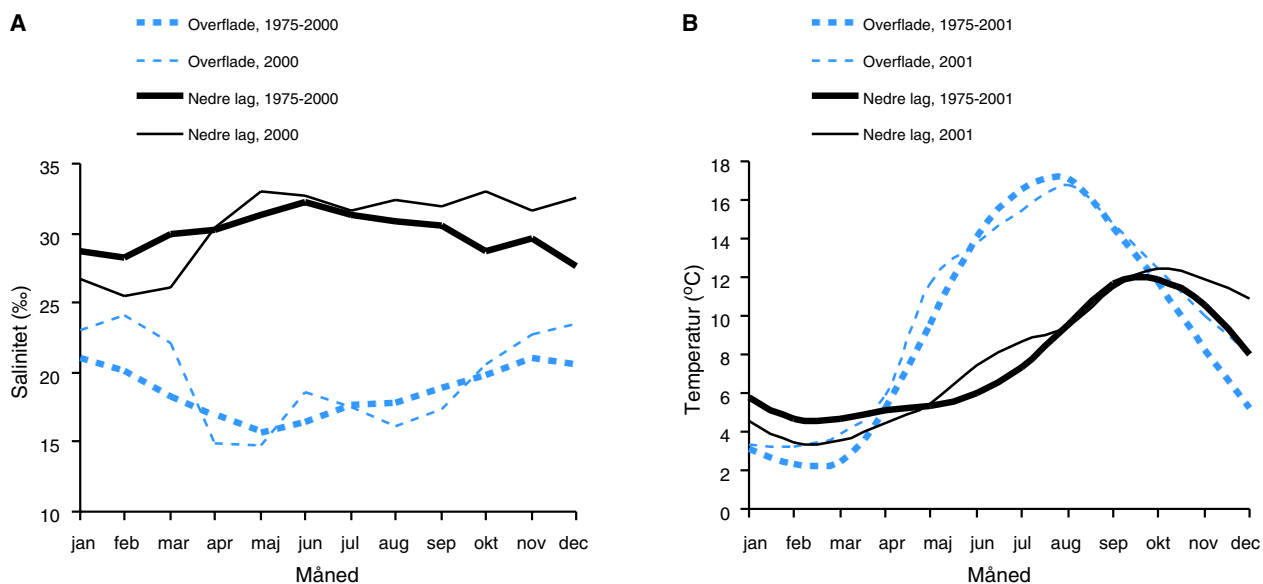 A
Overflade, 1975-2000
Overflade, 2000
Nedre lag, 1975-2000
Nedre lag, 2000
Salinitet (‰)
35
30
25
20
15
10
jan feb mar apr maj jun jul aug sep okt nov dec
Måned
B
Overflade, 1975-2001
Overflade, 2001
Nedre lag, 1975-2001
Nedre lag, 2001
Temperatur (°C)
18
16
14
12
10
8
6
4
2
0
jan feb mar apr maj jun jul aug sep okt nov dec
Måned